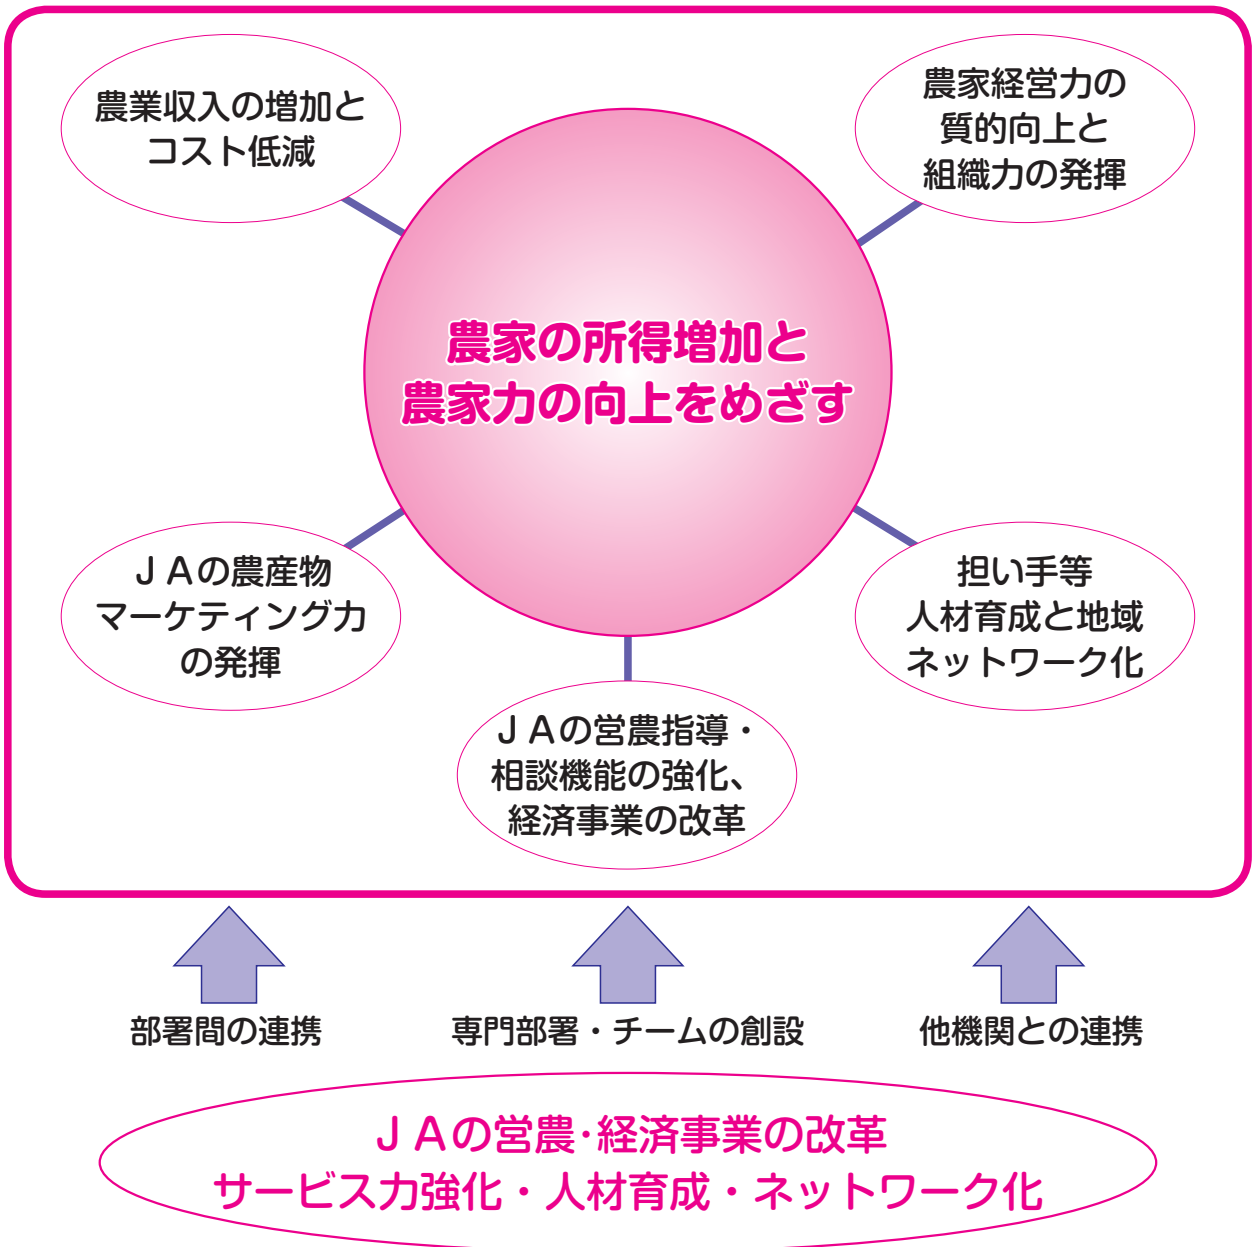 農業収入の増加と
コスト低減
農家経営力の
質的向上と
組織力の発揮
農家の所得増加と
農家力の向上をめざす
ＪＡの農産物
マーケティング力
の発揮
担い手等
人材育成と地域
ネットワーク化
ＪＡの営農指導・
相談機能の強化、
経済事業の改革
部署間の連携
専門部署・チームの創設
他機関との連携
ＪＡの営農・経済事業の改革
サービス力強化・人材育成・ネットワーク化